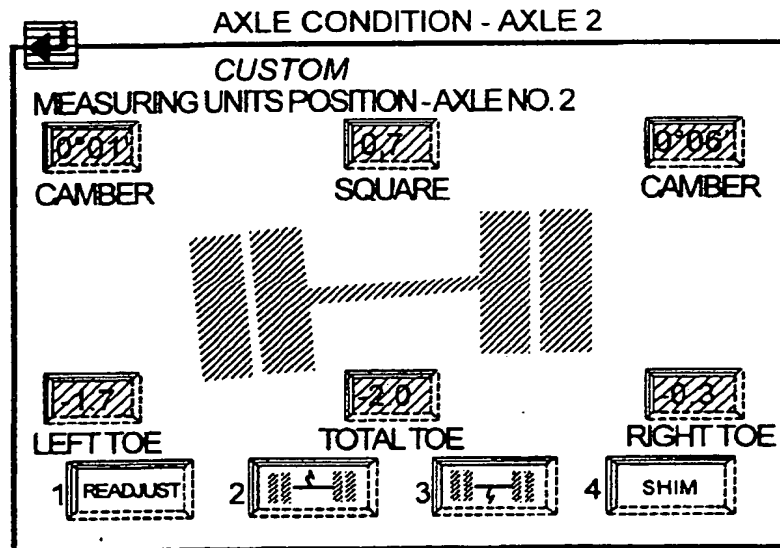 AXLE CONDITION - AXLE 2
CUSTOM
MEASURING UNITS POSITION - AXLE NO. 2
0°01' 0,7 0°06'
CAMBER SQUARE CAMBER
-1.7 -2.0 -0.3
LEFT TOE TOTAL TOE RIGHT TOE
1 READJUST 2 3 4 SHIM